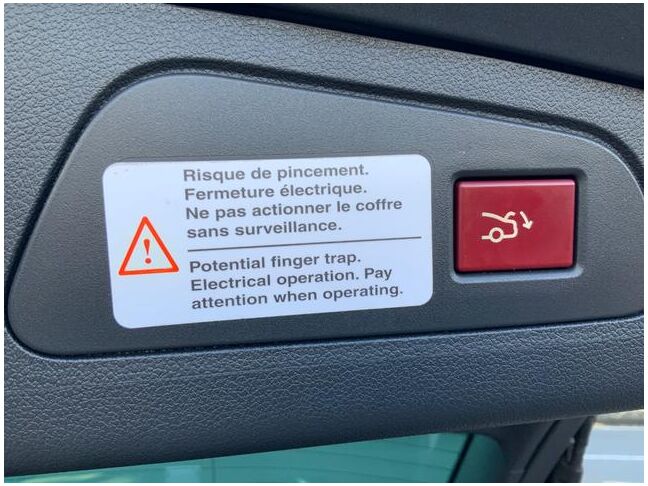 Risque de pincement.
Fermeture électrique.
Ne pas actionner le coffre
sans surveillance.
Potential finger trap.
Electrical operation. Pay
attention when operating.